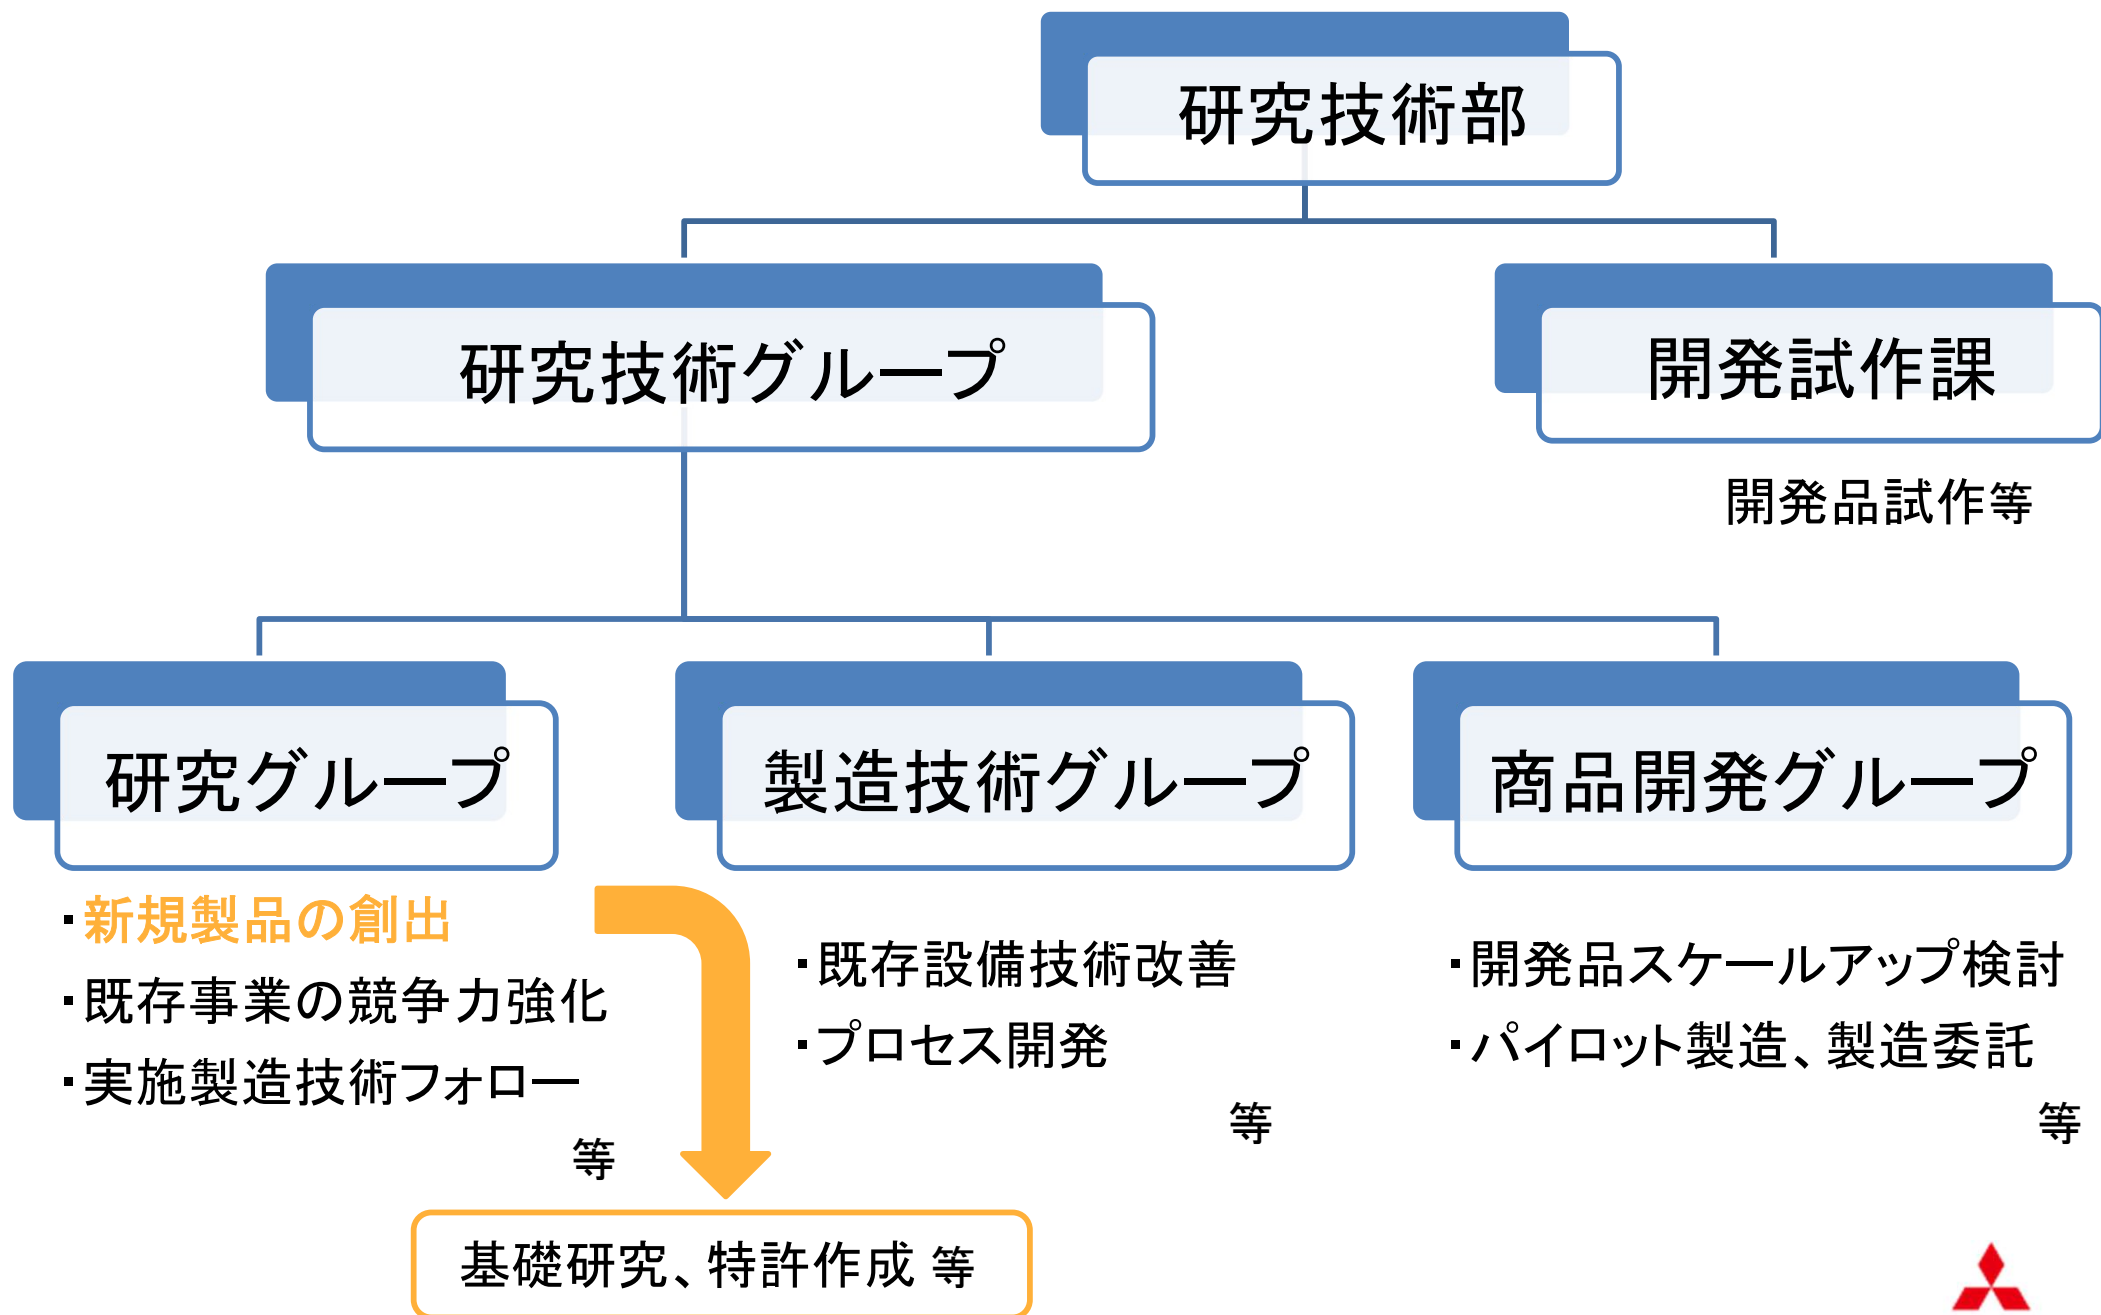 研究技術部
研究技術グループ
開発試作課
開発品試作等
研究グループ
製造技術グループ
商品開発グループ
・新規製品の創出
・既存事業の競争力強化
・実施製造技術フォロー
等
・既存設備技術改善
・プロセス開発
等
・開発品スケールアップ検討
・パイロット製造、製造委託
等
基礎研究、特許作成 等